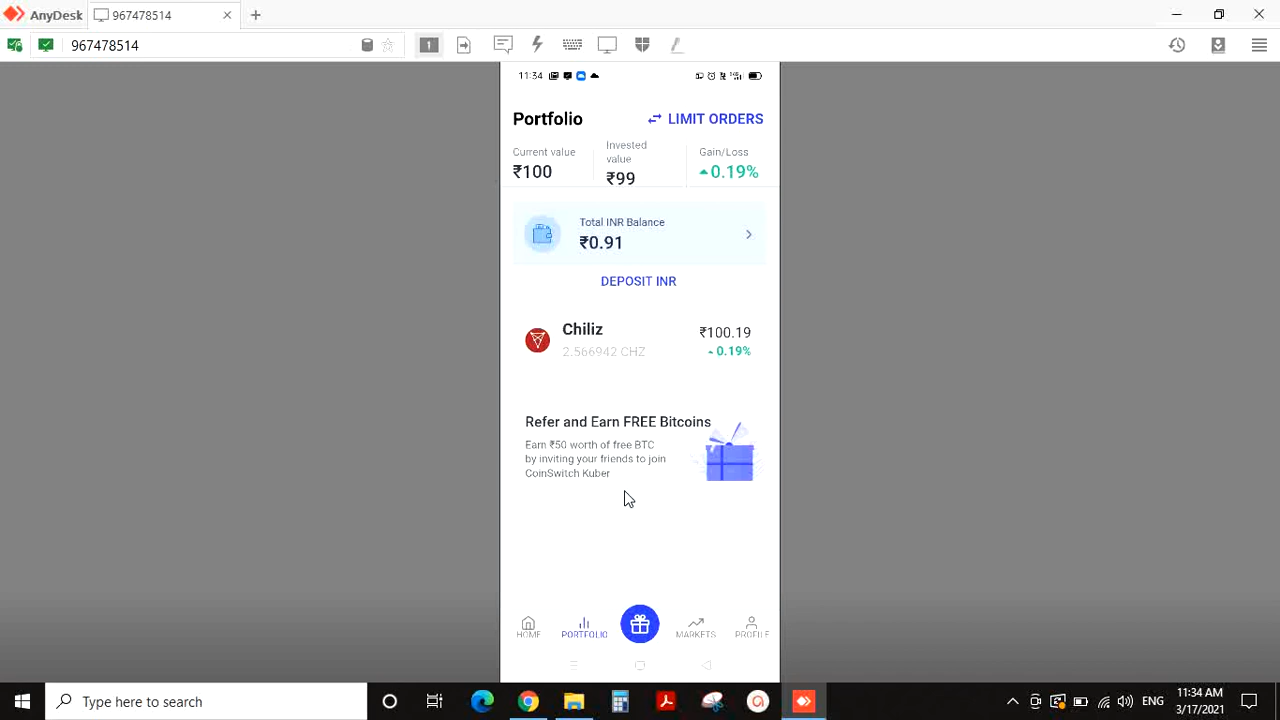 AnyDesk
967478514
967478514
1
11:34
Portfolio
LIMIT ORDERS
Current value
₹100
Invested
value
₹99
Gain/Loss
0.19%
Total INR Balance
₹0.91
DEPOSIT INR
Chiliz
2.566942 CHZ
₹100.19
0.19%
Refer and Earn FREE Bitcoins
Earn ₹50 worth of free BTC
by inviting your friends to join
CoinSwitch Kuber
HOME
PORTFOLIO
MARKETS
PROFILE
Type here to search
ENG
11:34 AM
3/17/2021